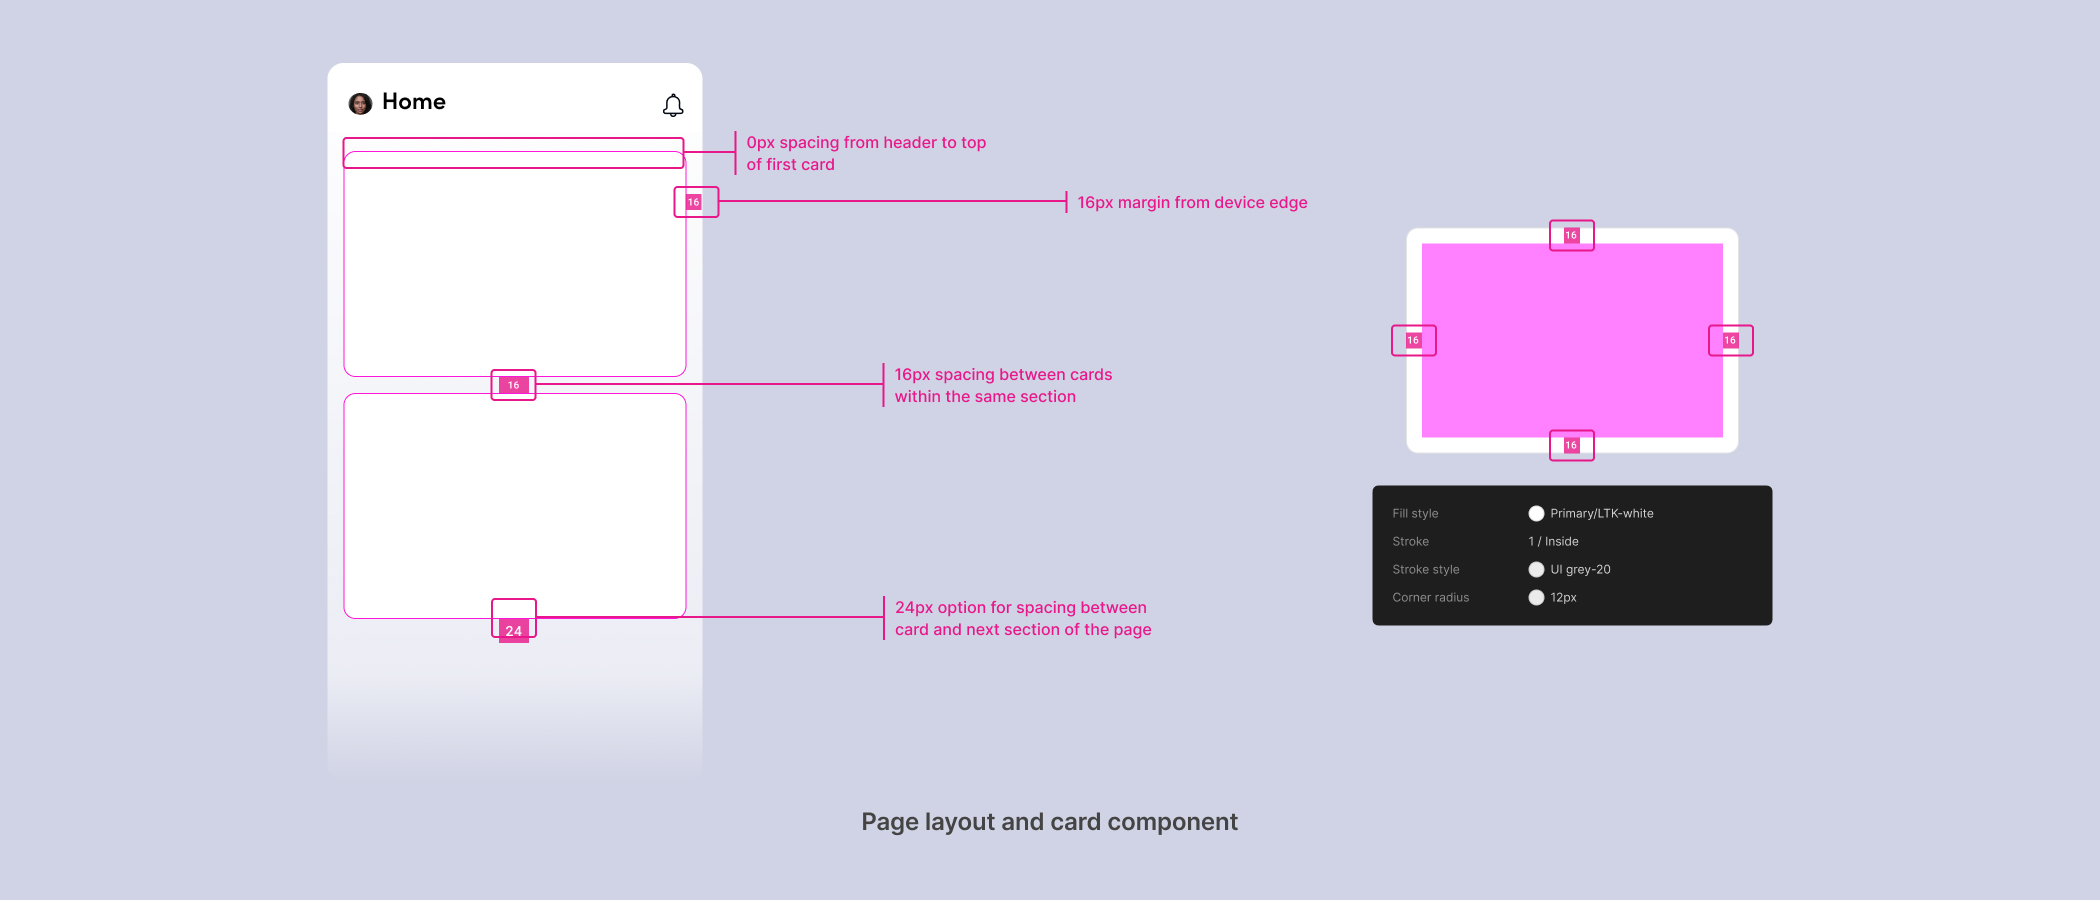 Home
0px spacing from header to top
of first card
16
16px margin from device edge
16
16px spacing between cards
within the same section
24
24px option for spacing between
card and next section of the page
16
16
16
16
Fill style Primary/LTK-white
Stroke 1 / Inside
Stroke style UI grey-20
Corner radius 12px
Page layout and card component